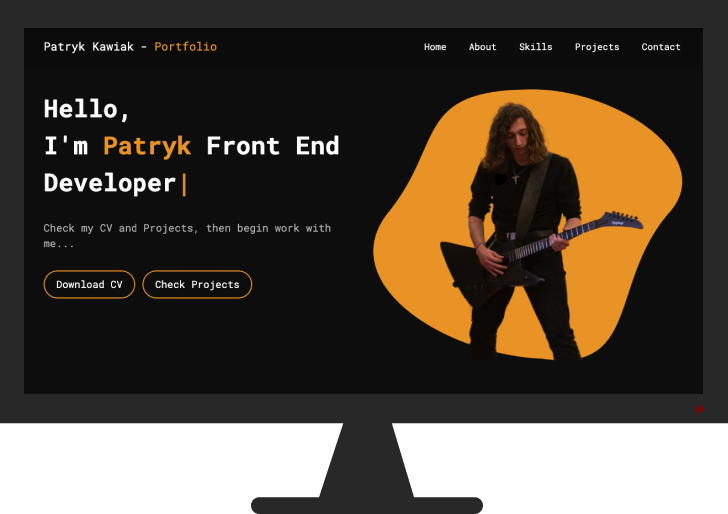 Patryk Kawiak - Portfolio
Home About Skills Projects Contact
Hello,
I'm Patryk Front End
Developer|
Check my CV and Projects, then begin work with
me...
Download CV Check Projects